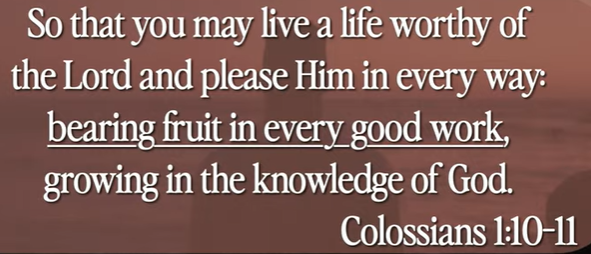 So that you may live a life worthy of
the Lord and please Him in every way:
bearing fruit in every good work,
growing in the knowledge of God.
Colossians 1:10-11